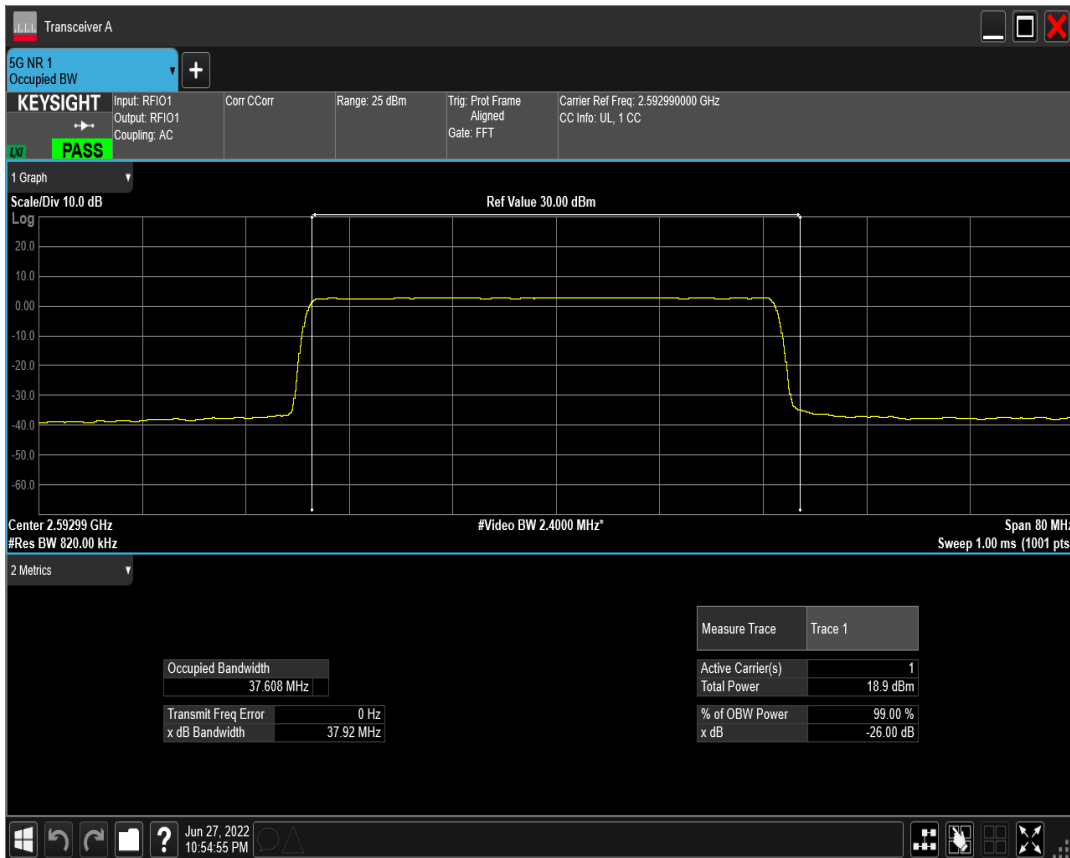 Transceiver A
5G NR 1
Occupied BW
+
KEYSIGHT
LXI
PASS
Input: RFIO1
Output: RFIO1
Coupling: AC
Corr CCorr
Range: 25 dBm
Trig: Prot Frame
Aligned
Gate: FFT
Carrier Ref Freq: 2.592990000 GHz
CC Info: UL, 1 CC
1 Graph
Scale/Div 10.0 dB
Ref Value 30.00 dBm
Log
20.0
10.0
0.00
-10.0
-20.0
-30.0
-40.0
-50.0
-60.0
Center 2.59299 GHz
#Video BW 2.4000 MHz*
Span 80 MHz
#Res BW 820.00 kHz
Sweep 1.00 ms (1001 pts
2 Metrics
Measure Trace Trace 1
Occupied Bandwidth
37.608 MHz
Active Carrier(s) 1
Total Power 18.9 dBm
Transmit Freq Error 0 Hz
x dB Bandwidth 37.92 MHz
% of OBW Power 99.00 %
x dB -26.00 dB
?
Jun 27, 2022
10:54:55 PM